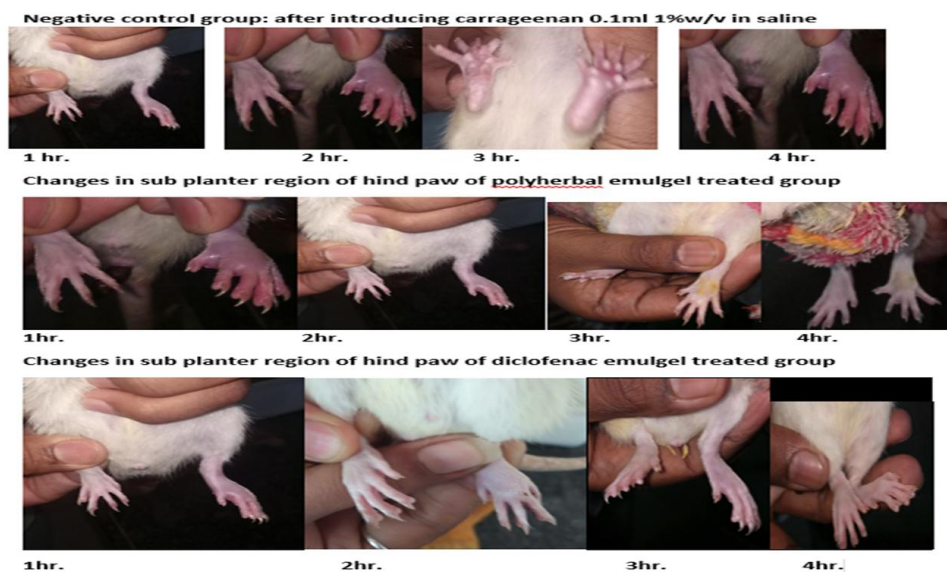 Negative control group: after introducing carrageenan 0.1ml 1%w/v in saline
1 hr. 2 hr. 3 hr. 4 hr.
Changes in sub planter region of hind paw of polyherbal emulgel treated group
1hr. 2hr. 3hr. 4hr.
Changes in sub planter region of hind paw of diclofenac emulgel treated group
1hr. 2hr. 3hr. 4hr.